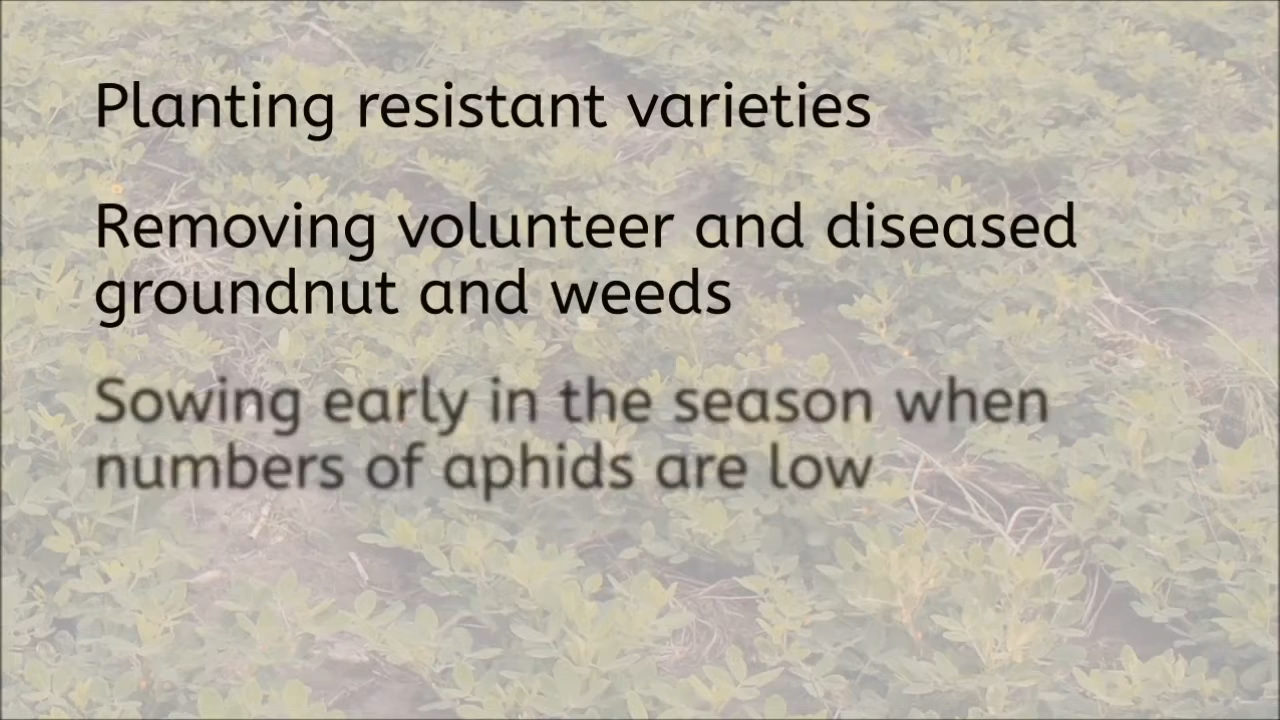 Planting resistant varieties
Removing volunteer and diseased
groundnut and weeds
Sowing early in the season when
numbers of aphids are low